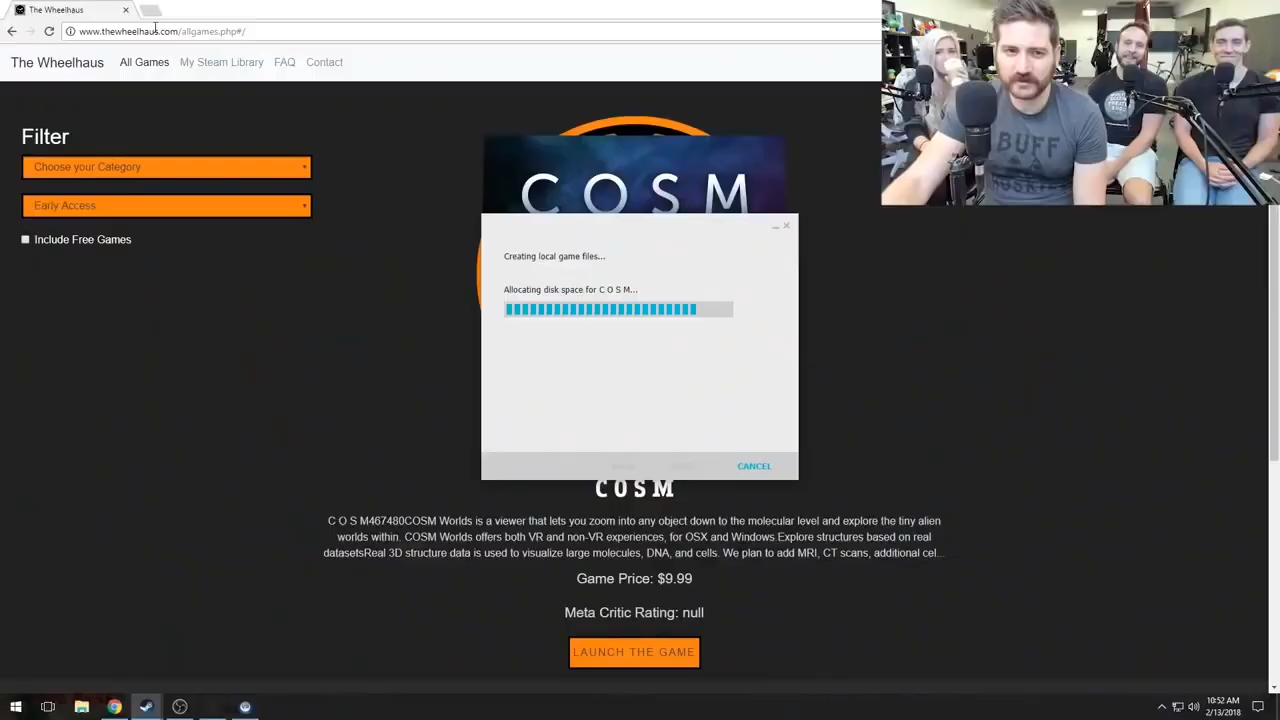 The Wheelhaus
www.thewheelhaus.com/allgames.php#/
The Wheelhaus
All Games
My Steam Library
FAQ
Contact
Filter
Choose your Category
Early Access
Include Free Games
COSM
Creating local game files...
Allocating disk space for C O S M...
CANCEL
COSM
C O S M467480COSM Worlds is a viewer that lets you zoom into any object down to the molecular level and explore the tiny alien
worlds within. COSM Worlds offers both VR and non-VR experiences, for OSX and Windows.Explore structures based on real
datasetsReal 3D structure data is used to visualize large molecules, DNA, and cells. We plan to add MRI, CT scans, additional cel...
Game Price: $9.99
Meta Critic Rating: null
LAUNCH THE GAME
BUFF
10:52 AM
2/13/2018